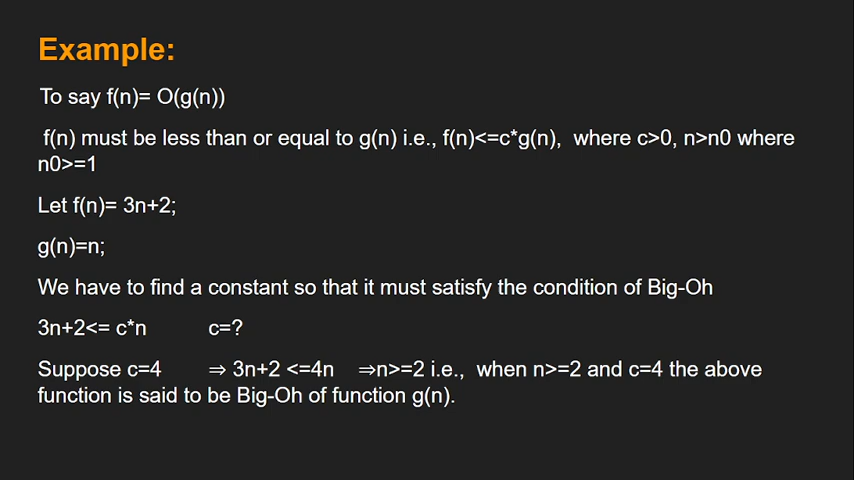 Example:
To say f(n)= O(g(n))
f(n) must be less than or equal to g(n) i.e., f(n)<=c*g(n),  where c>0, n>n0 where
n0>=1
Let f(n)= 3n+2;
g(n)=n;
We have to find a constant so that it must satisfy the condition of Big-Oh
3n+2<= c*n   c=?
Suppose c=4   ⇒ 3n+2 <=4n   ⇒n>=2 i.e.,  when n>=2 and c=4 the above
function is said to be Big-Oh of function g(n).